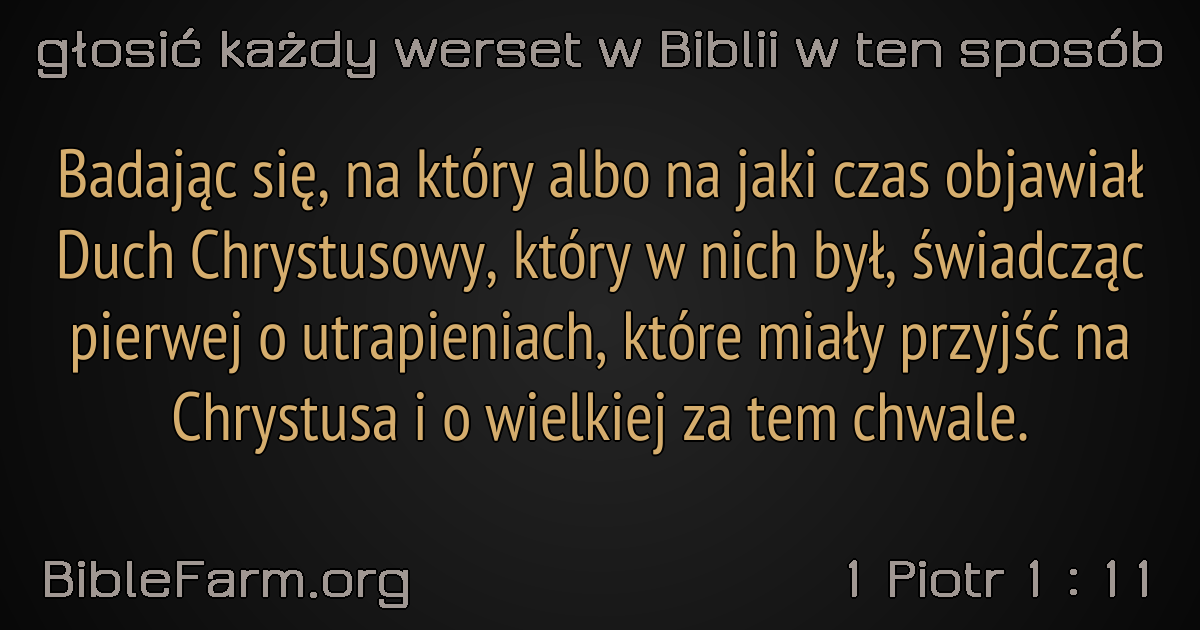 głosić każdy werset w Biblii w ten sposób
Badając się, na który albo na jaki czas objawiał
Duch Chrystusowy, który w nich był, świadcząc
pierwej o utrapieniach, które miały przyjść na
Chrystusa i o wielkiej za tem chwale.
BibleFarm.org
1 Piotr 1 : 11